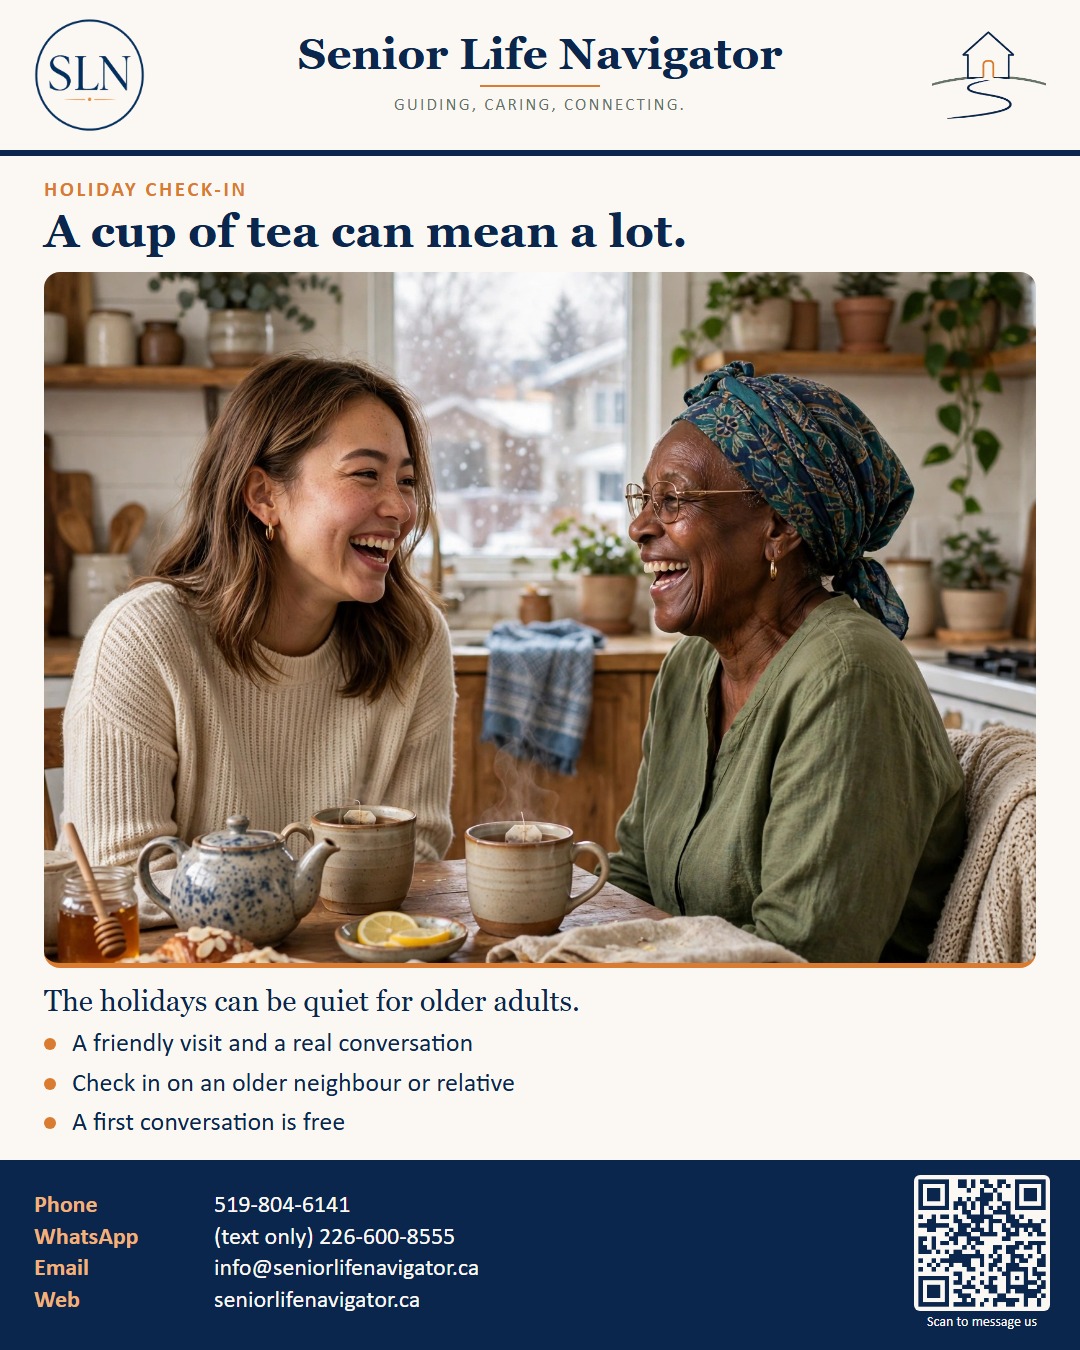 SLN
Senior Life Navigator
GUIDING, CARING, CONNECTING.
HOLIDAY CHECK-IN
A cup of tea can mean a lot.
The holidays can be quiet for older adults.
A friendly visit and a real conversation
Check in on an older neighbour or relative
A first conversation is free
Phone 519-804-6141
WhatsApp (text only) 226-600-8555
Email info@seniorlifenavigator.ca
Web seniorlifenavigator.ca
Scan to message us